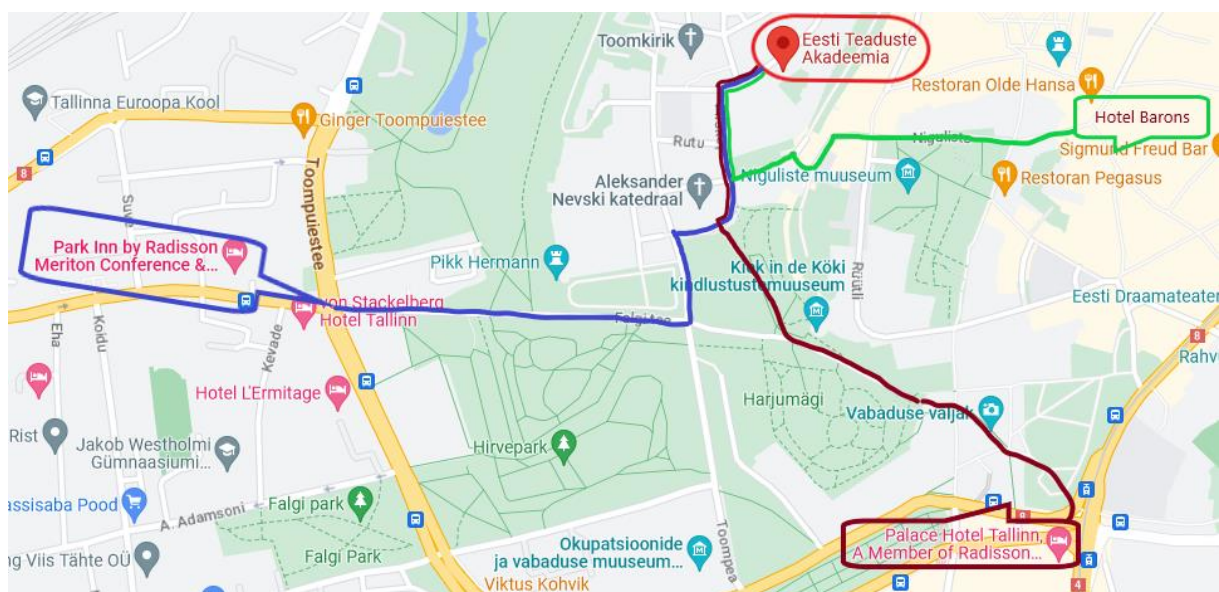 Toomkirik
Eesti Teaduste
Akadeemia
Restoran Olde Hansa
Tallinna Euroopa Kool
Ginger Toompuiestee
Hotel Barons
8
Rutu
Niguliste
Sigmund Freud Bar
Toompuiestee
Aleksander
Nevski katedraal
Niguliste muuseum
Restoran Pegasus
Park Inn by Radisson
Meriton Conference &...
Pikk Hermann
Kiek in de Köki
kindlustustemuuseum
Rüütli
Eesti Draamateater
von Stackelberg
Hotel Tallinn
Falgi tee
8
Eha
Koidu
Kevade
Rahv
Hotel L'Ermitage
Harjumägi
Vabaduse väljak
Rist
Jakob Westholmi
Gümnaasiumi...
Hirvepark
assisaba Pood
Falgi park
A. Adamsoni
8
Palace Hotel Tallinn,
A Member of Radisson...
Okupatsioonide
ja vabaduse muuseum...
Toompea
ng Viis Tähte OÜ
Falgi Park
Viktus Kohvik
4